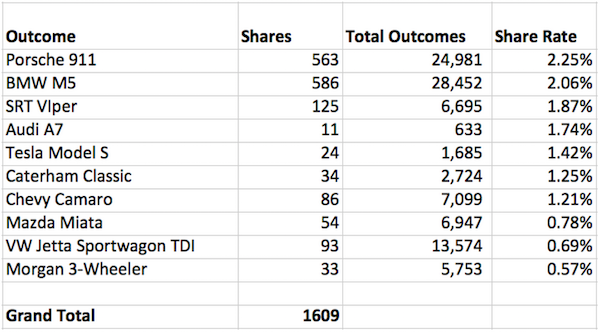 Outcome Shares Total Outcomes Share Rate
Porsche 911 563 24,981 2.25%
BMW M5 586 28,452 2.06%
SRT VIper 125 6,695 1.87%
Audi A7 11 633 1.74%
Tesla Model S 24 1,685 1.42%
Caterham Classic 34 2,724 1.25%
Chevy Camaro 86 7,099 1.21%
Mazda Miata 54 6,947 0.78%
VW Jetta Sportwagon TDI 93 13,574 0.69%
Morgan 3-Wheeler 33 5,753 0.57%
Grand Total 1609